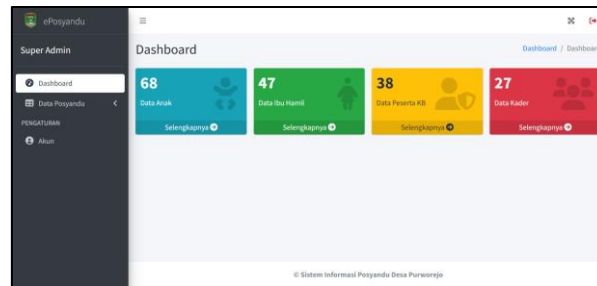 ePosyandu
Super Admin
Dashboard
Data Posyandu
PENGATURAN
Akun
Dashboard
Dashboard / Dashboar
68
Data Anak
Selengkapnya
47
Data Ibu Hamil
Selengkapnya
38
Data Peserta KB
Selengkapnya
27
Data Kader
Selengkapnya
© Sistem Informasi Posyandu Desa Purworejo